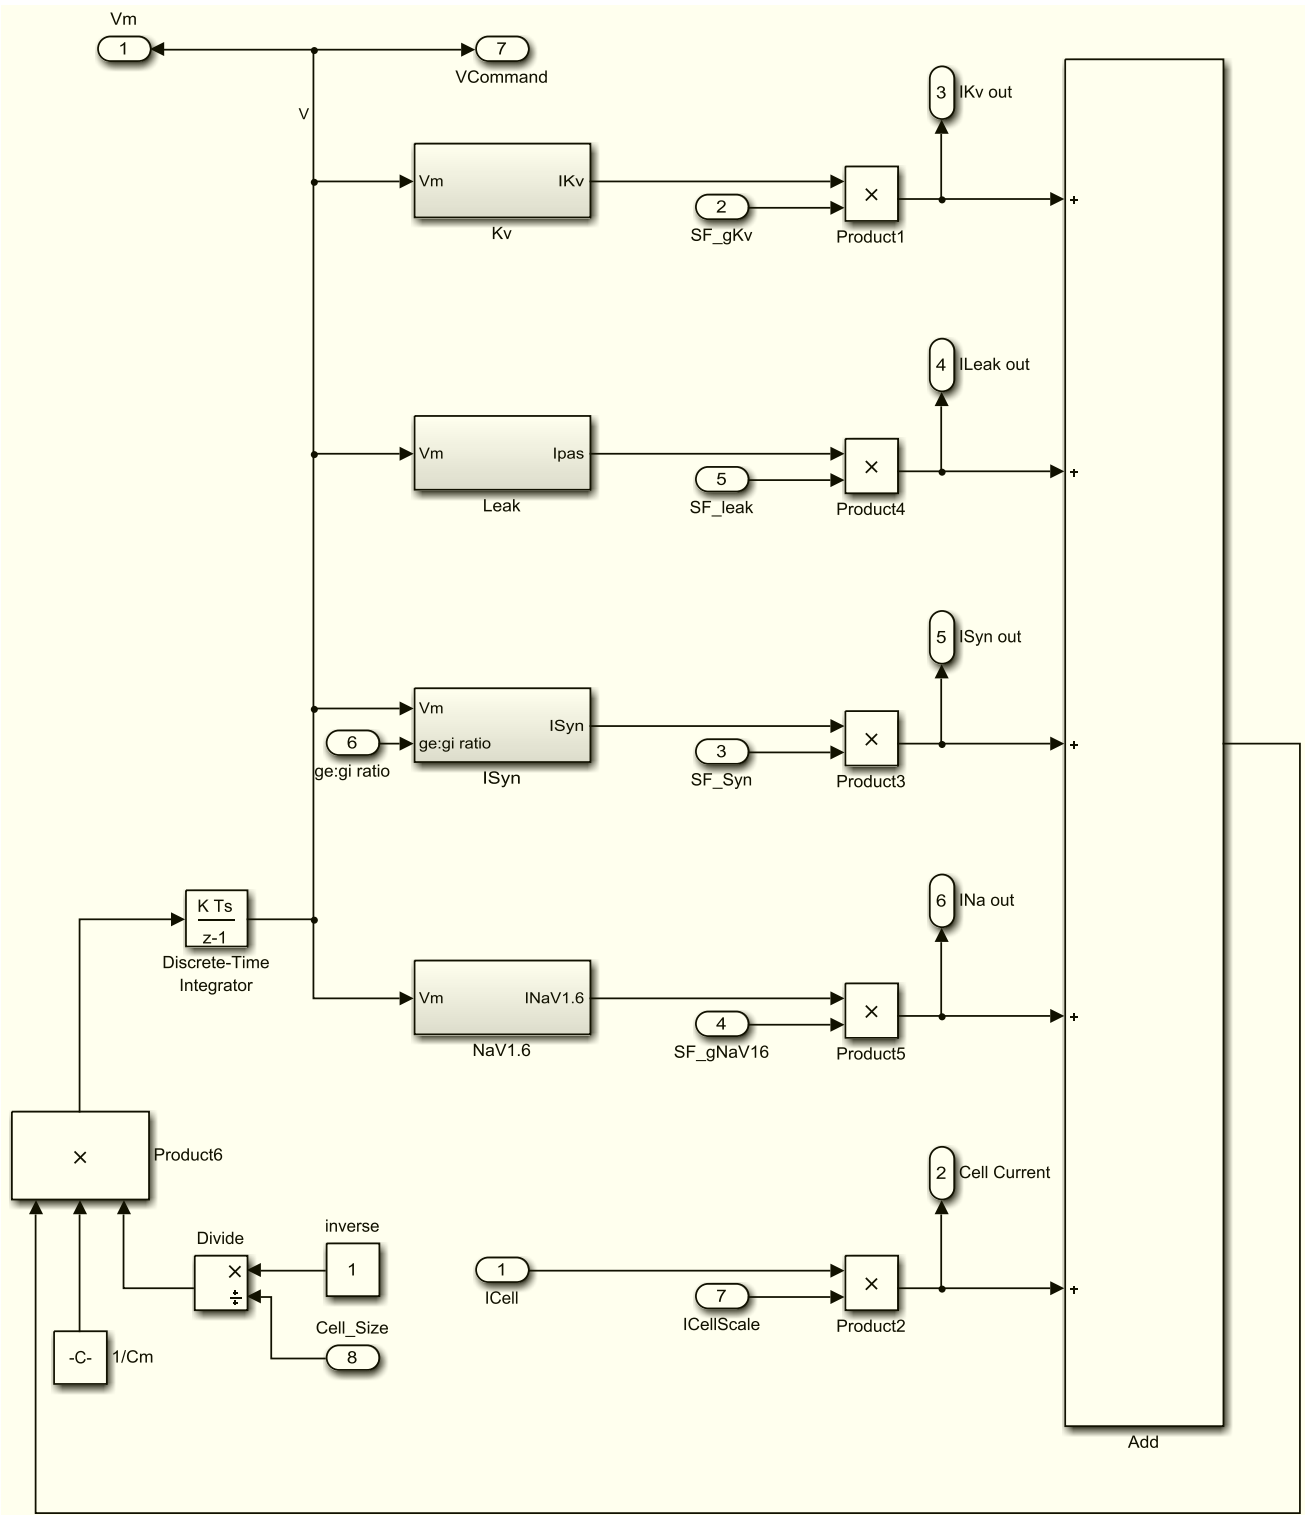 Vm
1
7
VCommand
V
3
IKv out
Vm
IKv
Kv
2
SF_gKv
×
Product1
+
4
ILeak out
Vm
Ipas
Leak
5
SF_leak
×
Product4
+
5
ISyn out
Vm
ge:gi ratio
ISyn
ISyn
6
ge:gi ratio
3
SF_Syn
×
Product3
+
K Ts
z-1
Discrete-Time
Integrator
6
INa out
Vm
INaV1.6
NaV1.6
4
SF_gNaV16
×
Product5
+
×
Product6
2
Cell Current
Divide
×
÷
inverse
1
Cell_Size
8
-C-
1/Cm
1
ICell
7
ICellScale
×
Product2
+
Add